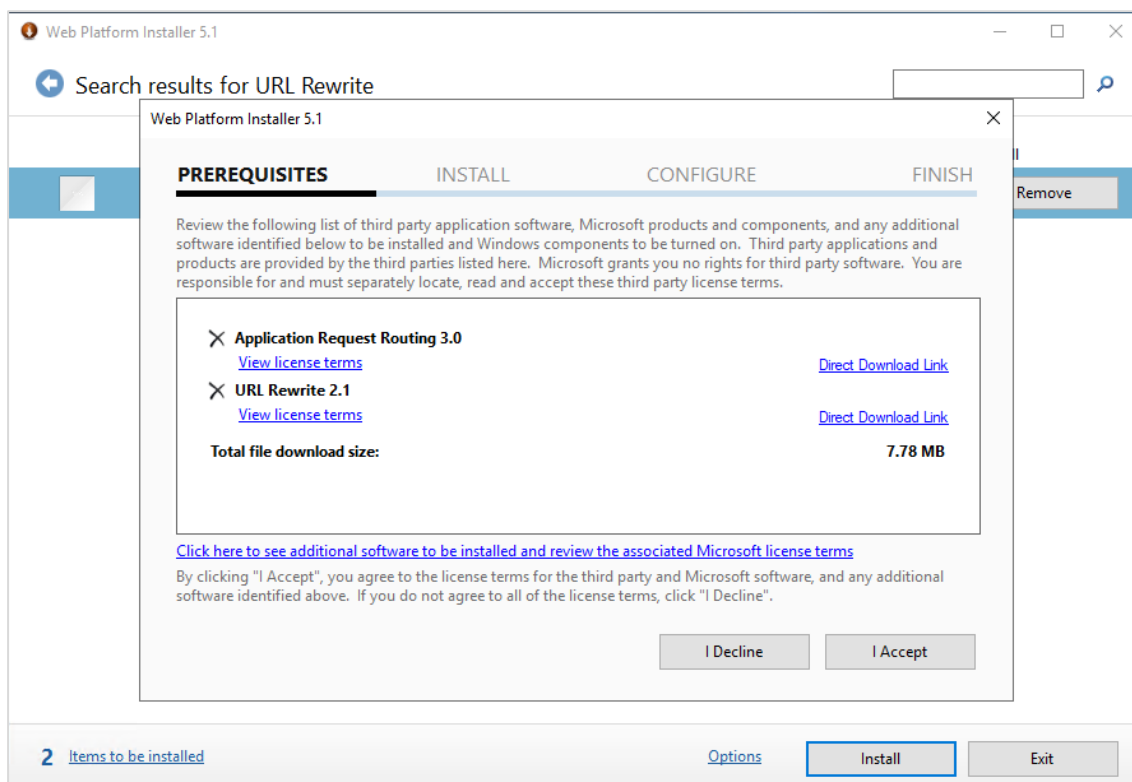 Web Platform Installer 5.1
Search results for URL Rewrite
Web Platform Installer 5.1
PREREQUISITES INSTALL CONFIGURE FINISH
Remove
Review the following list of third party application software, Microsoft products and components, and any additional
software identified below to be installed and Windows components to be turned on. Third party applications and
products are provided by the third parties listed here. Microsoft grants you no rights for third party software. You are
responsible for and must separately locate, read and accept these third party license terms.
Application Request Routing 3.0
View license terms Direct Download Link
URL Rewrite 2.1
View license terms Direct Download Link
Total file download size: 7.78 MB
Click here to see additional software to be installed and review the associated Microsoft license terms
By clicking "I Accept", you agree to the license terms for the third party and Microsoft software, and any additional
software identified above. If you do not agree to all of the license terms, click "I Decline".
I Decline I Accept
2 Items to be installed Options Install Exit